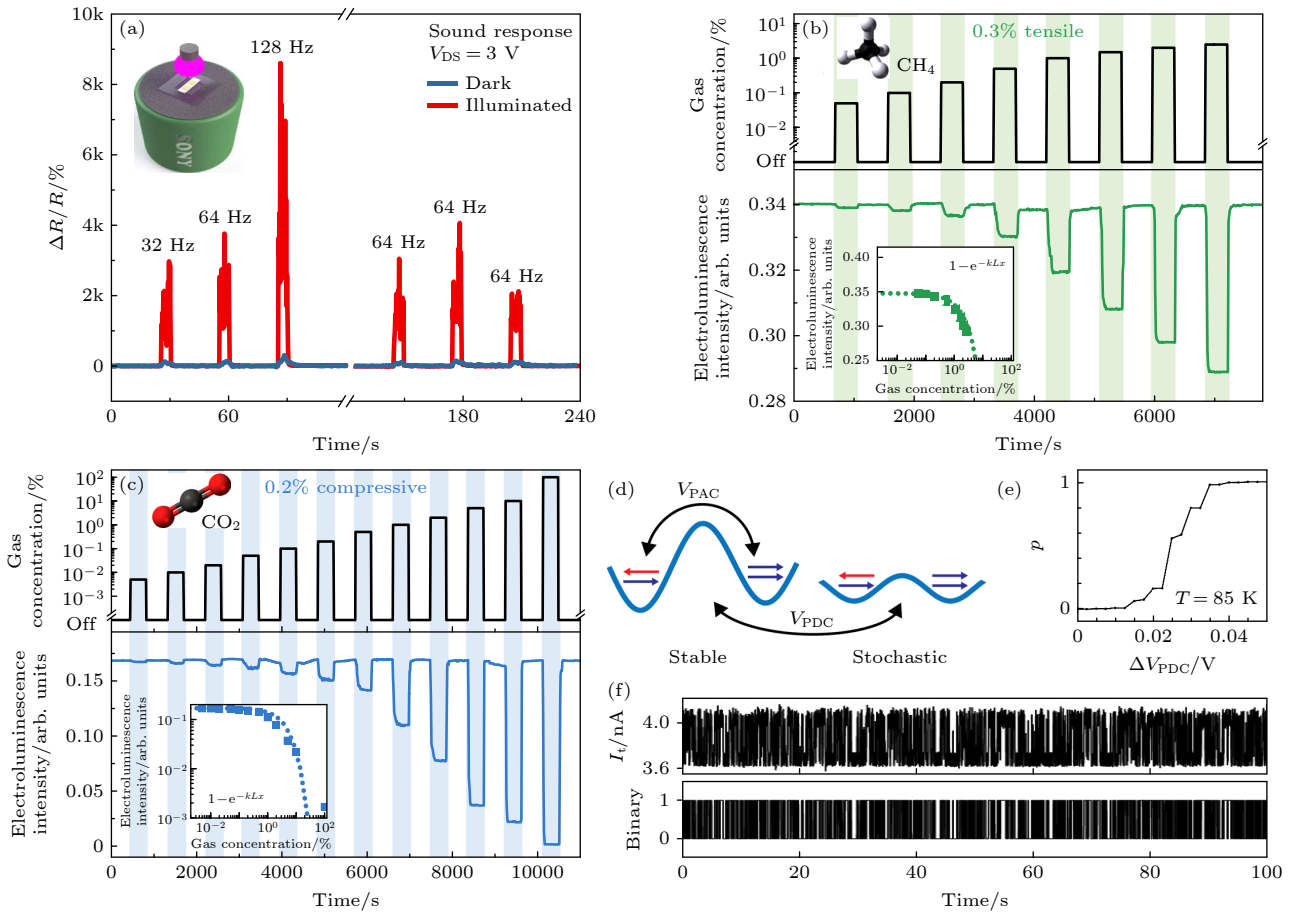 (a)
Sound response
V_DS = 3 V
Dark
Illuminated
128 Hz
64 Hz
32 Hz
64 Hz
64 Hz
64 Hz
SONY
10k
8k
6k
4k
2k
0
ΔR/R/%
0 60 180 240
Time/s
(b)
0.3% tensile
CH4
Gas
concentration/%
10^0
10^-1
10^-2
Off
Electroluminescence
intensity/arb. units
0.34
0.32
0.30
0.28
0 2000 4000 6000
Time/s
Electroluminescence
intensity/arb. units
0.40
0.35
0.30
0.25
1−e^−kLx
10^-2 10^0 10^2
Gas concentration/%
(c)
0.2% compressive
CO2
Gas
concentration/%
10^2
10^1
10^0
10^-1
10^-2
10^-3
Off
Electroluminescence
intensity/arb. units
0.15
0.10
0.05
0
0 2000 4000 6000 8000 10000
Time/s
Electroluminescence
intensity/arb. units
10^-1
10^-2
10^-3
1−e^−kLx
10^-2 10^0 10^2
Gas concentration/%
(d)
V_PAC
V_PDC
Stable Stochastic
(e)
p
1
0
T = 85 K
0 0.02 0.04
ΔV_PDC/V
(f)
I_t/nA
4.0
3.6
Binary
1
0
0 20 40 60 80 100
Time/s